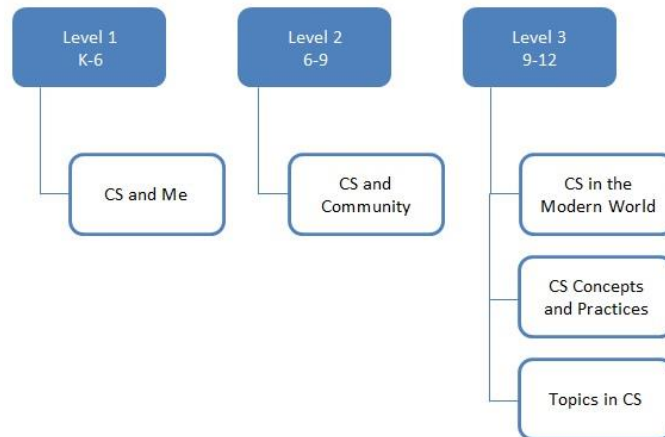 Level 1
K-6
Level 2
6-9
Level 3
9-12
CS and Me
CS and
Community
CS in the
Modern World
CS Concepts
and Practices
Topics in CS